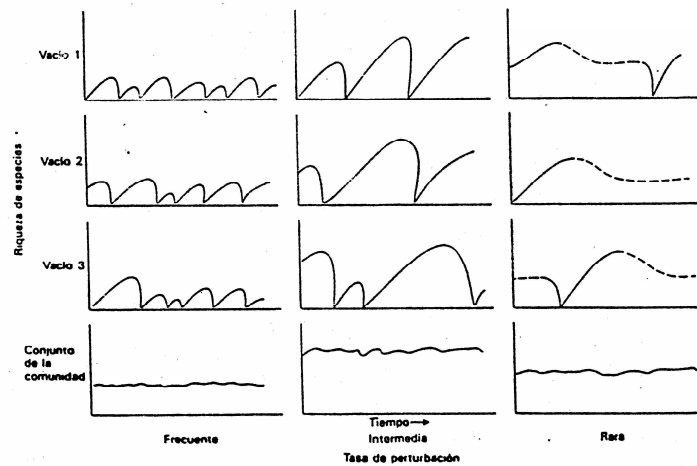 Vacio 1
Vacio 2
Riqueza de especies
Vacio 3
Conjunto
de la
comunidad
Tiempo→
Frecuente
Intermedia
Rara
Tasa de perturbación